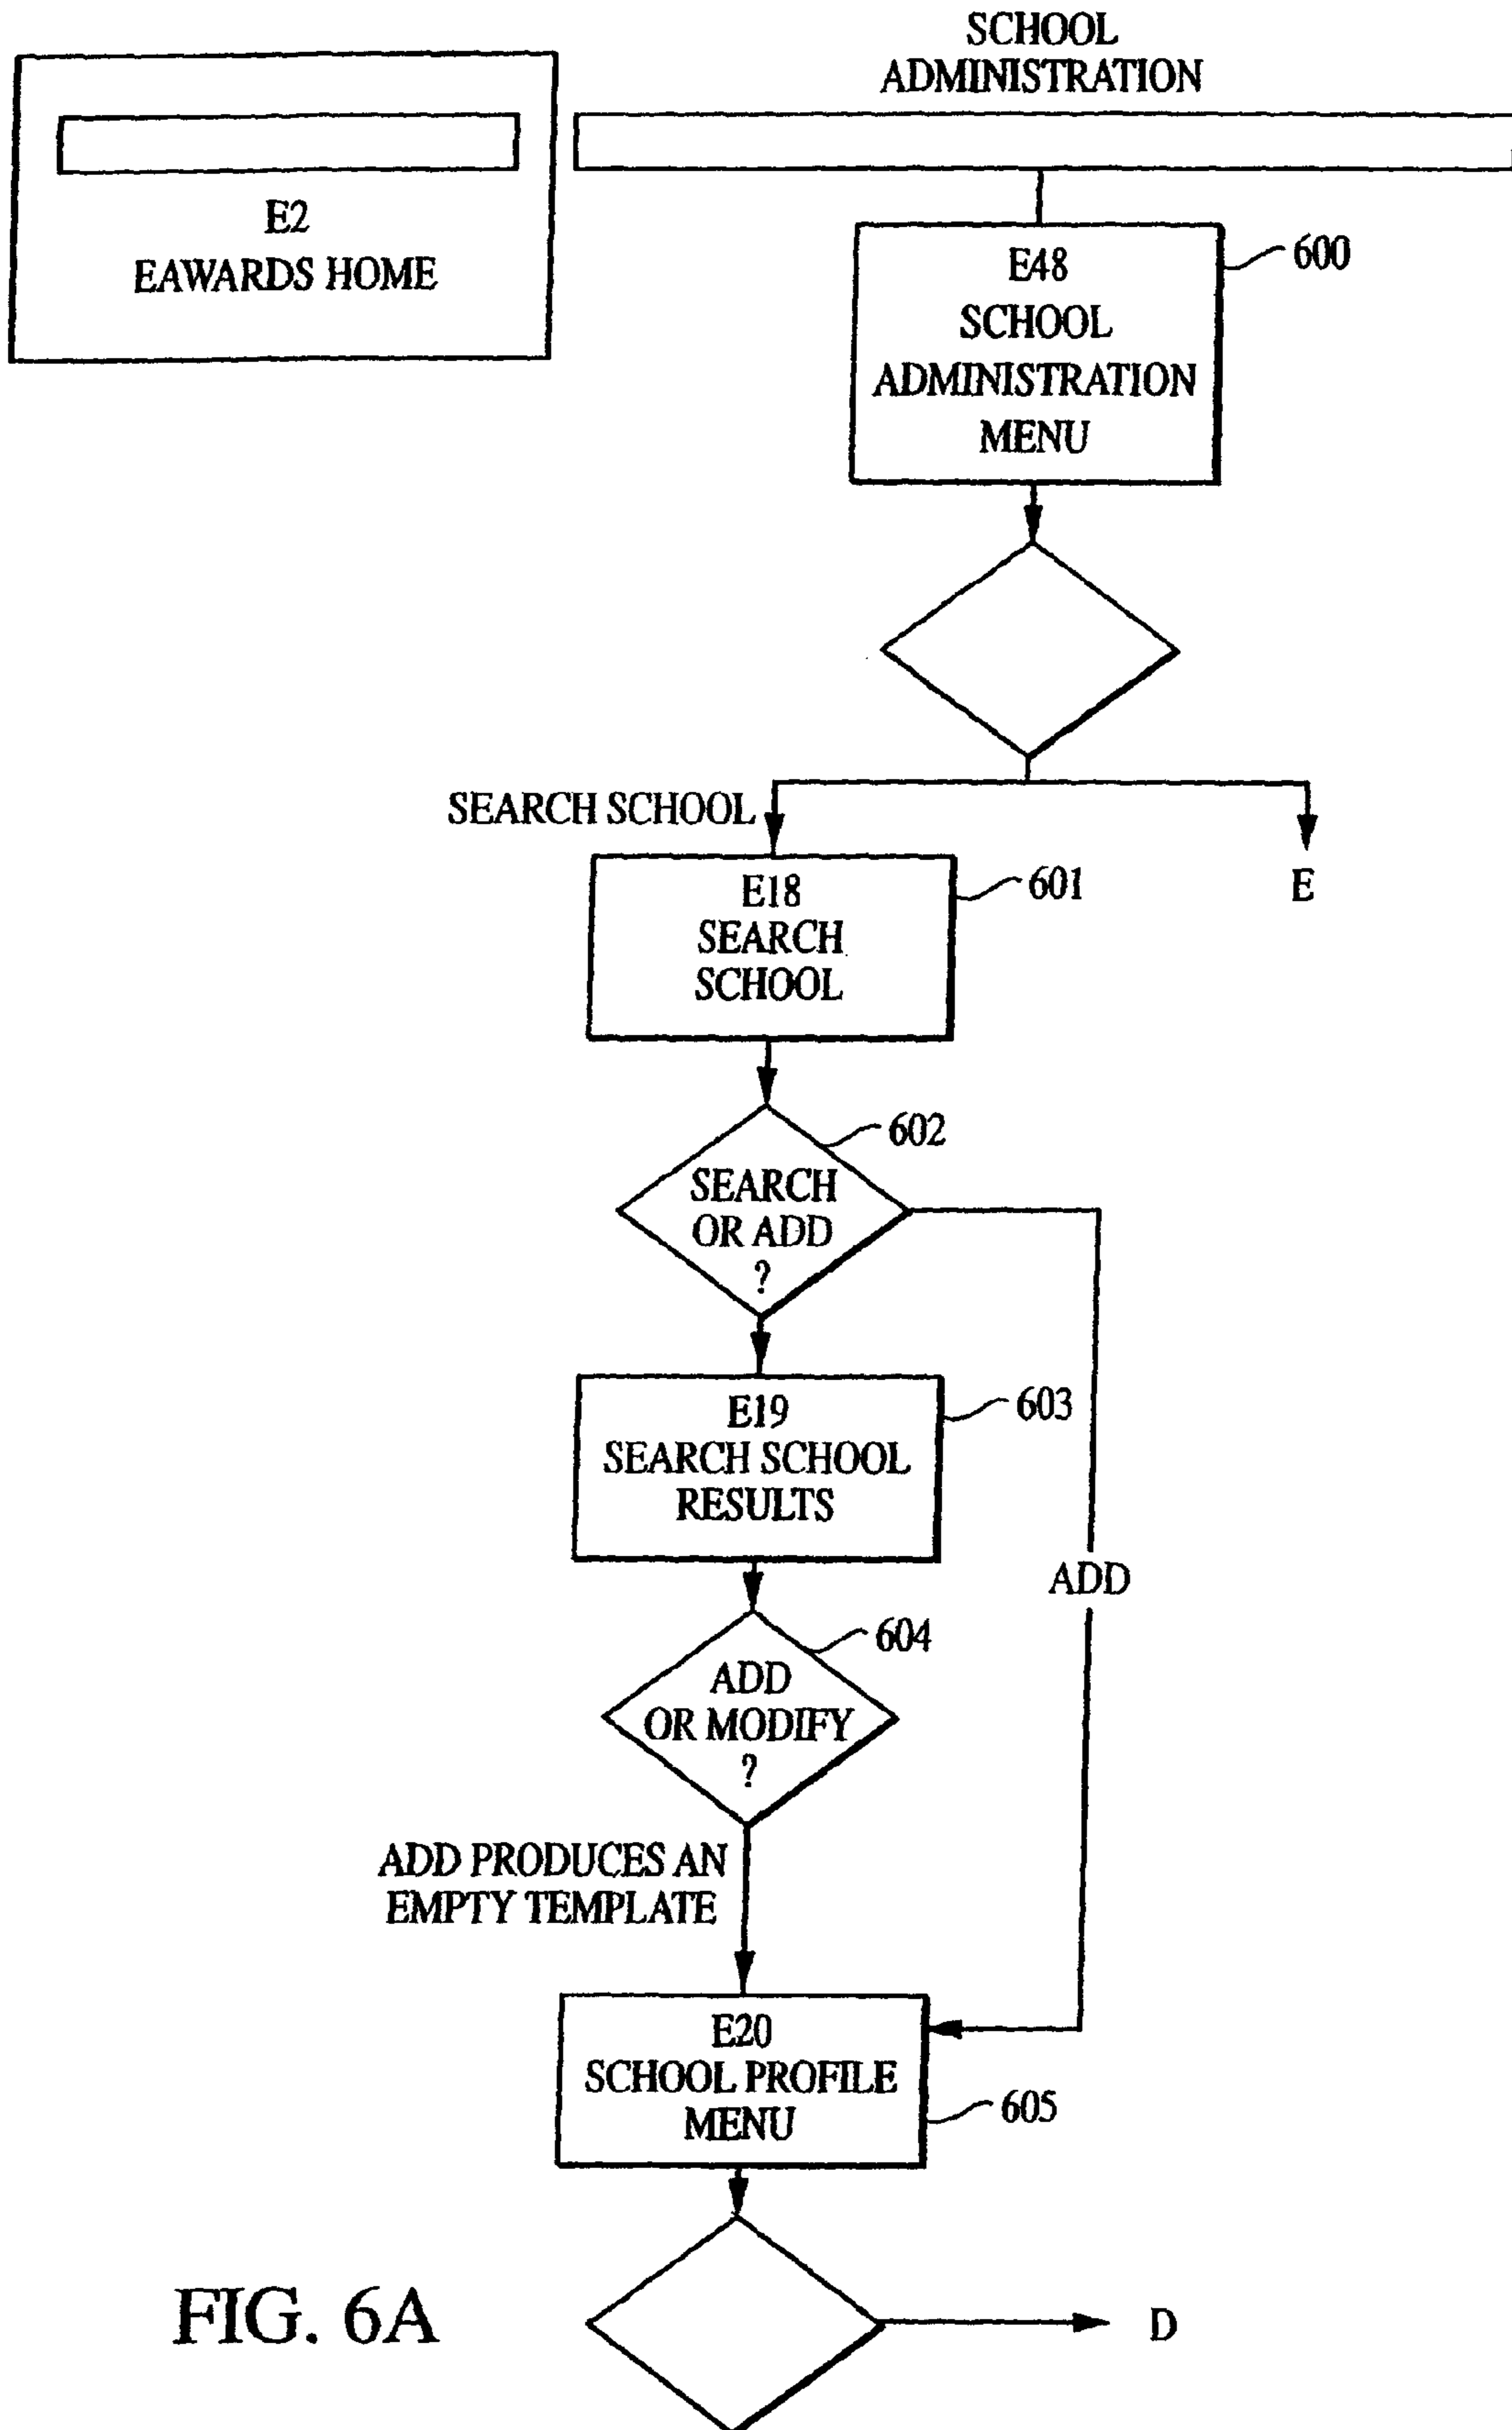 SCHOOL
ADMINISTRATION
E2
EAWARDS HOME
E48
SCHOOL
ADMINISTRATION
MENU
600
SEARCH SCHOOL
E
E18
SEARCH
SCHOOL
601
602
SEARCH
OR ADD
?
E19
SEARCH SCHOOL
RESULTS
603
ADD
604
ADD
OR MODIFY
?
ADD PRODUCES AN
EMPTY TEMPLATE
E20
SCHOOL PROFILE
MENU
605
D
FIG. 6A